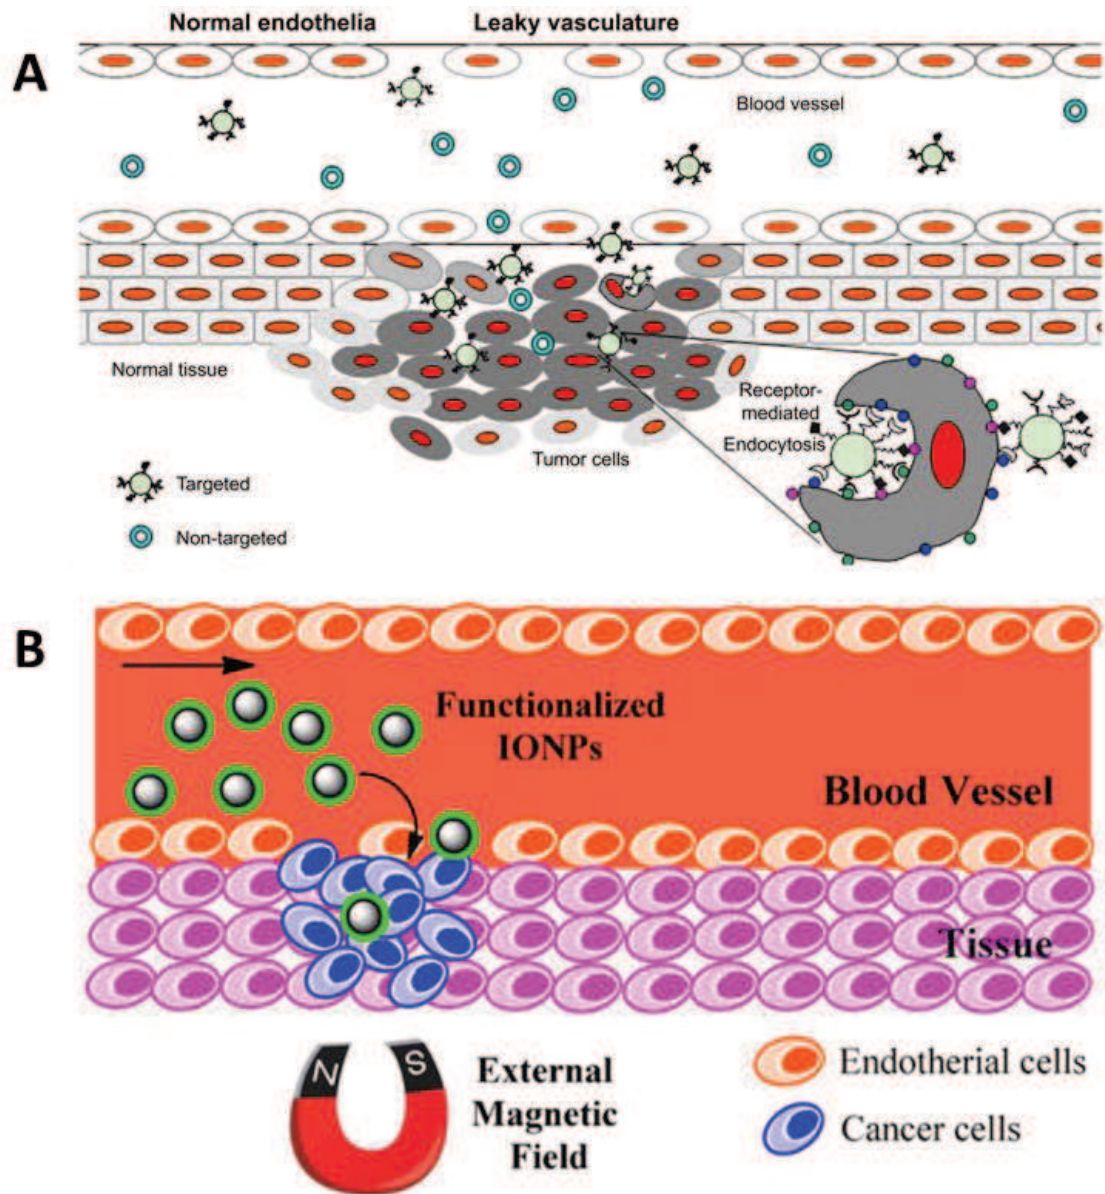 Normal endothelia
Leaky vasculature
A
Blood vessel
Normal tissue
Receptor-
mediated
Endocytosis
Tumor cells
Targeted
Non-targeted
B
Functionalized
IONPs
Blood Vessel
Tissue
N
S
External
Magnetic
Field
Endotherial cells
Cancer cells